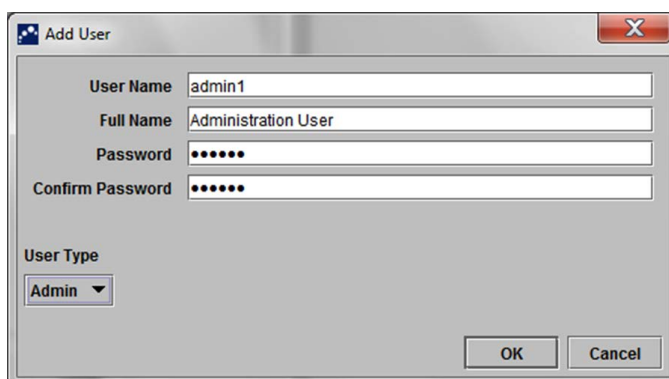 Add User
User Name admin1
Full Name Administration User
Password ••••••
Confirm Password ••••••
User Type
Admin
OK Cancel